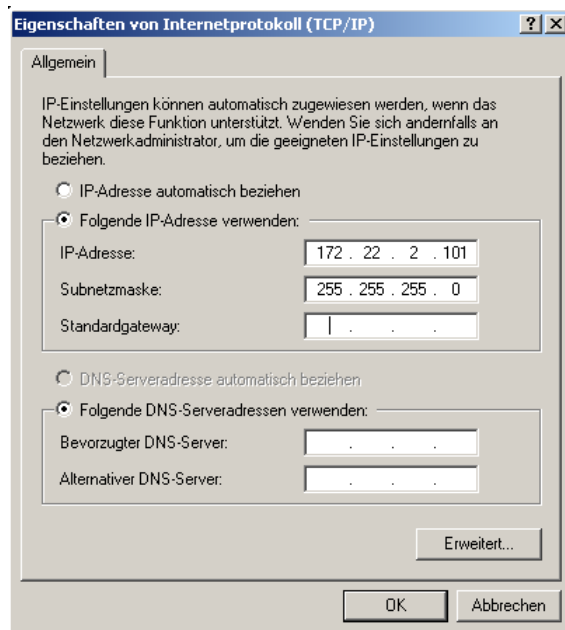 Eigenschaften von Internetprotokoll (TCP/IP)
Allgemein
IP-Einstellungen können automatisch zugewiesen werden, wenn das
Netzwerk diese Funktion unterstützt. Wenden Sie sich andernfalls an
den Netzwerkadministrator, um die geeigneten IP-Einstellungen zu
beziehen.
IP-Adresse automatisch beziehen
Folgende IP-Adresse verwenden:
IP-Adresse: 172 . 22 . 2 . 101
Subnetzmaske: 255 . 255 . 255 . 0
Standardgateway: . . .
DNS-Serveradresse automatisch beziehen
Folgende DNS-Serveradressen verwenden:
Bevorzugter DNS-Server: . . .
Alternativer DNS-Server: . . .
Erweitert...
OK Abbrechen